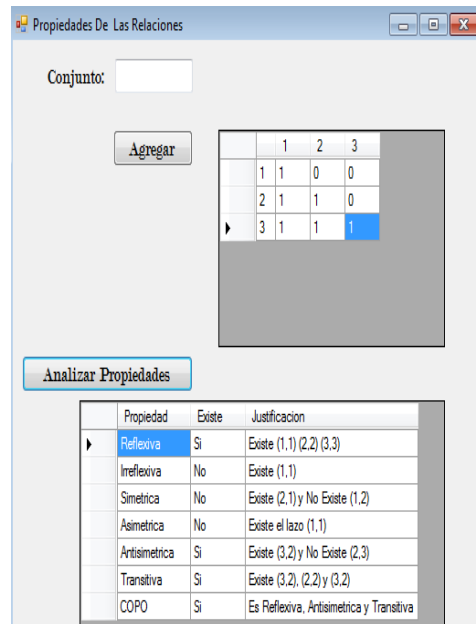 Propiedades De Las Relaciones
Conjunto:
Agregar
1 2 3
1 1 0 0
2 1 1 0
3 1 1 1
Analizar Propiedades
Propiedad Existe Justificacion
Reflexiva Si Existe (1,1) (2,2) (3,3)
Irreflexiva No Existe (1,1)
Simetrica No Existe (2,1) y No Existe (1,2)
Asimetrica No Existe el lazo (1,1)
Antisimetrica Si Existe (3,2) y No Existe (2,3)
Transitiva Si Existe (3,2), (2,2) y (3,2)
COPO Si Es Reflexiva, Antisimetrica y Transitiva